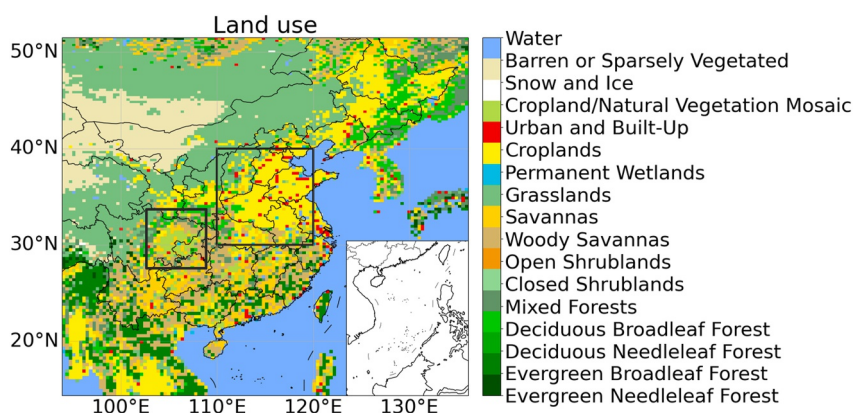 Land use
50°N
40°N
30°N
20°N
100°E
110°E
120°E
130°E
Water
Barren or Sparsely Vegetated
Snow and Ice
Cropland/Natural Vegetation Mosaic
Urban and Built-Up
Croplands
Permanent Wetlands
Grasslands
Savannas
Woody Savannas
Open Shrublands
Closed Shrublands
Mixed Forests
Deciduous Broadleaf Forest
Deciduous Needleleaf Forest
Evergreen Broadleaf Forest
Evergreen Needleleaf Forest